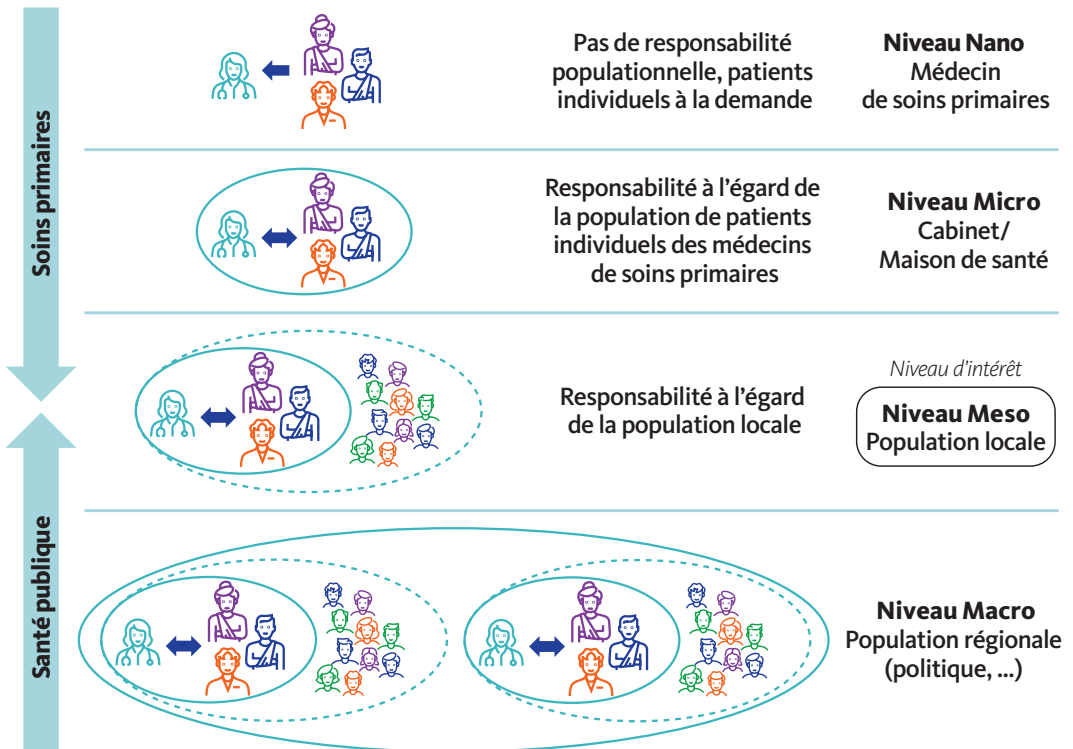 Soins primaires
Pas de responsabilité
populationnelle, patients
individuels à la demande
Niveau Nano
Médecin
de soins primaires
Responsabilité à l'égard de
la population de patients
individuels des médecins
de soins primaires
Niveau Micro
Cabinet/
Maison de santé
Responsabilité à l'égard
de la population locale
Niveau d'intérêt
Niveau Meso
Population locale
Santé publique
Niveau Macro
Population régionale
(politique, ...)